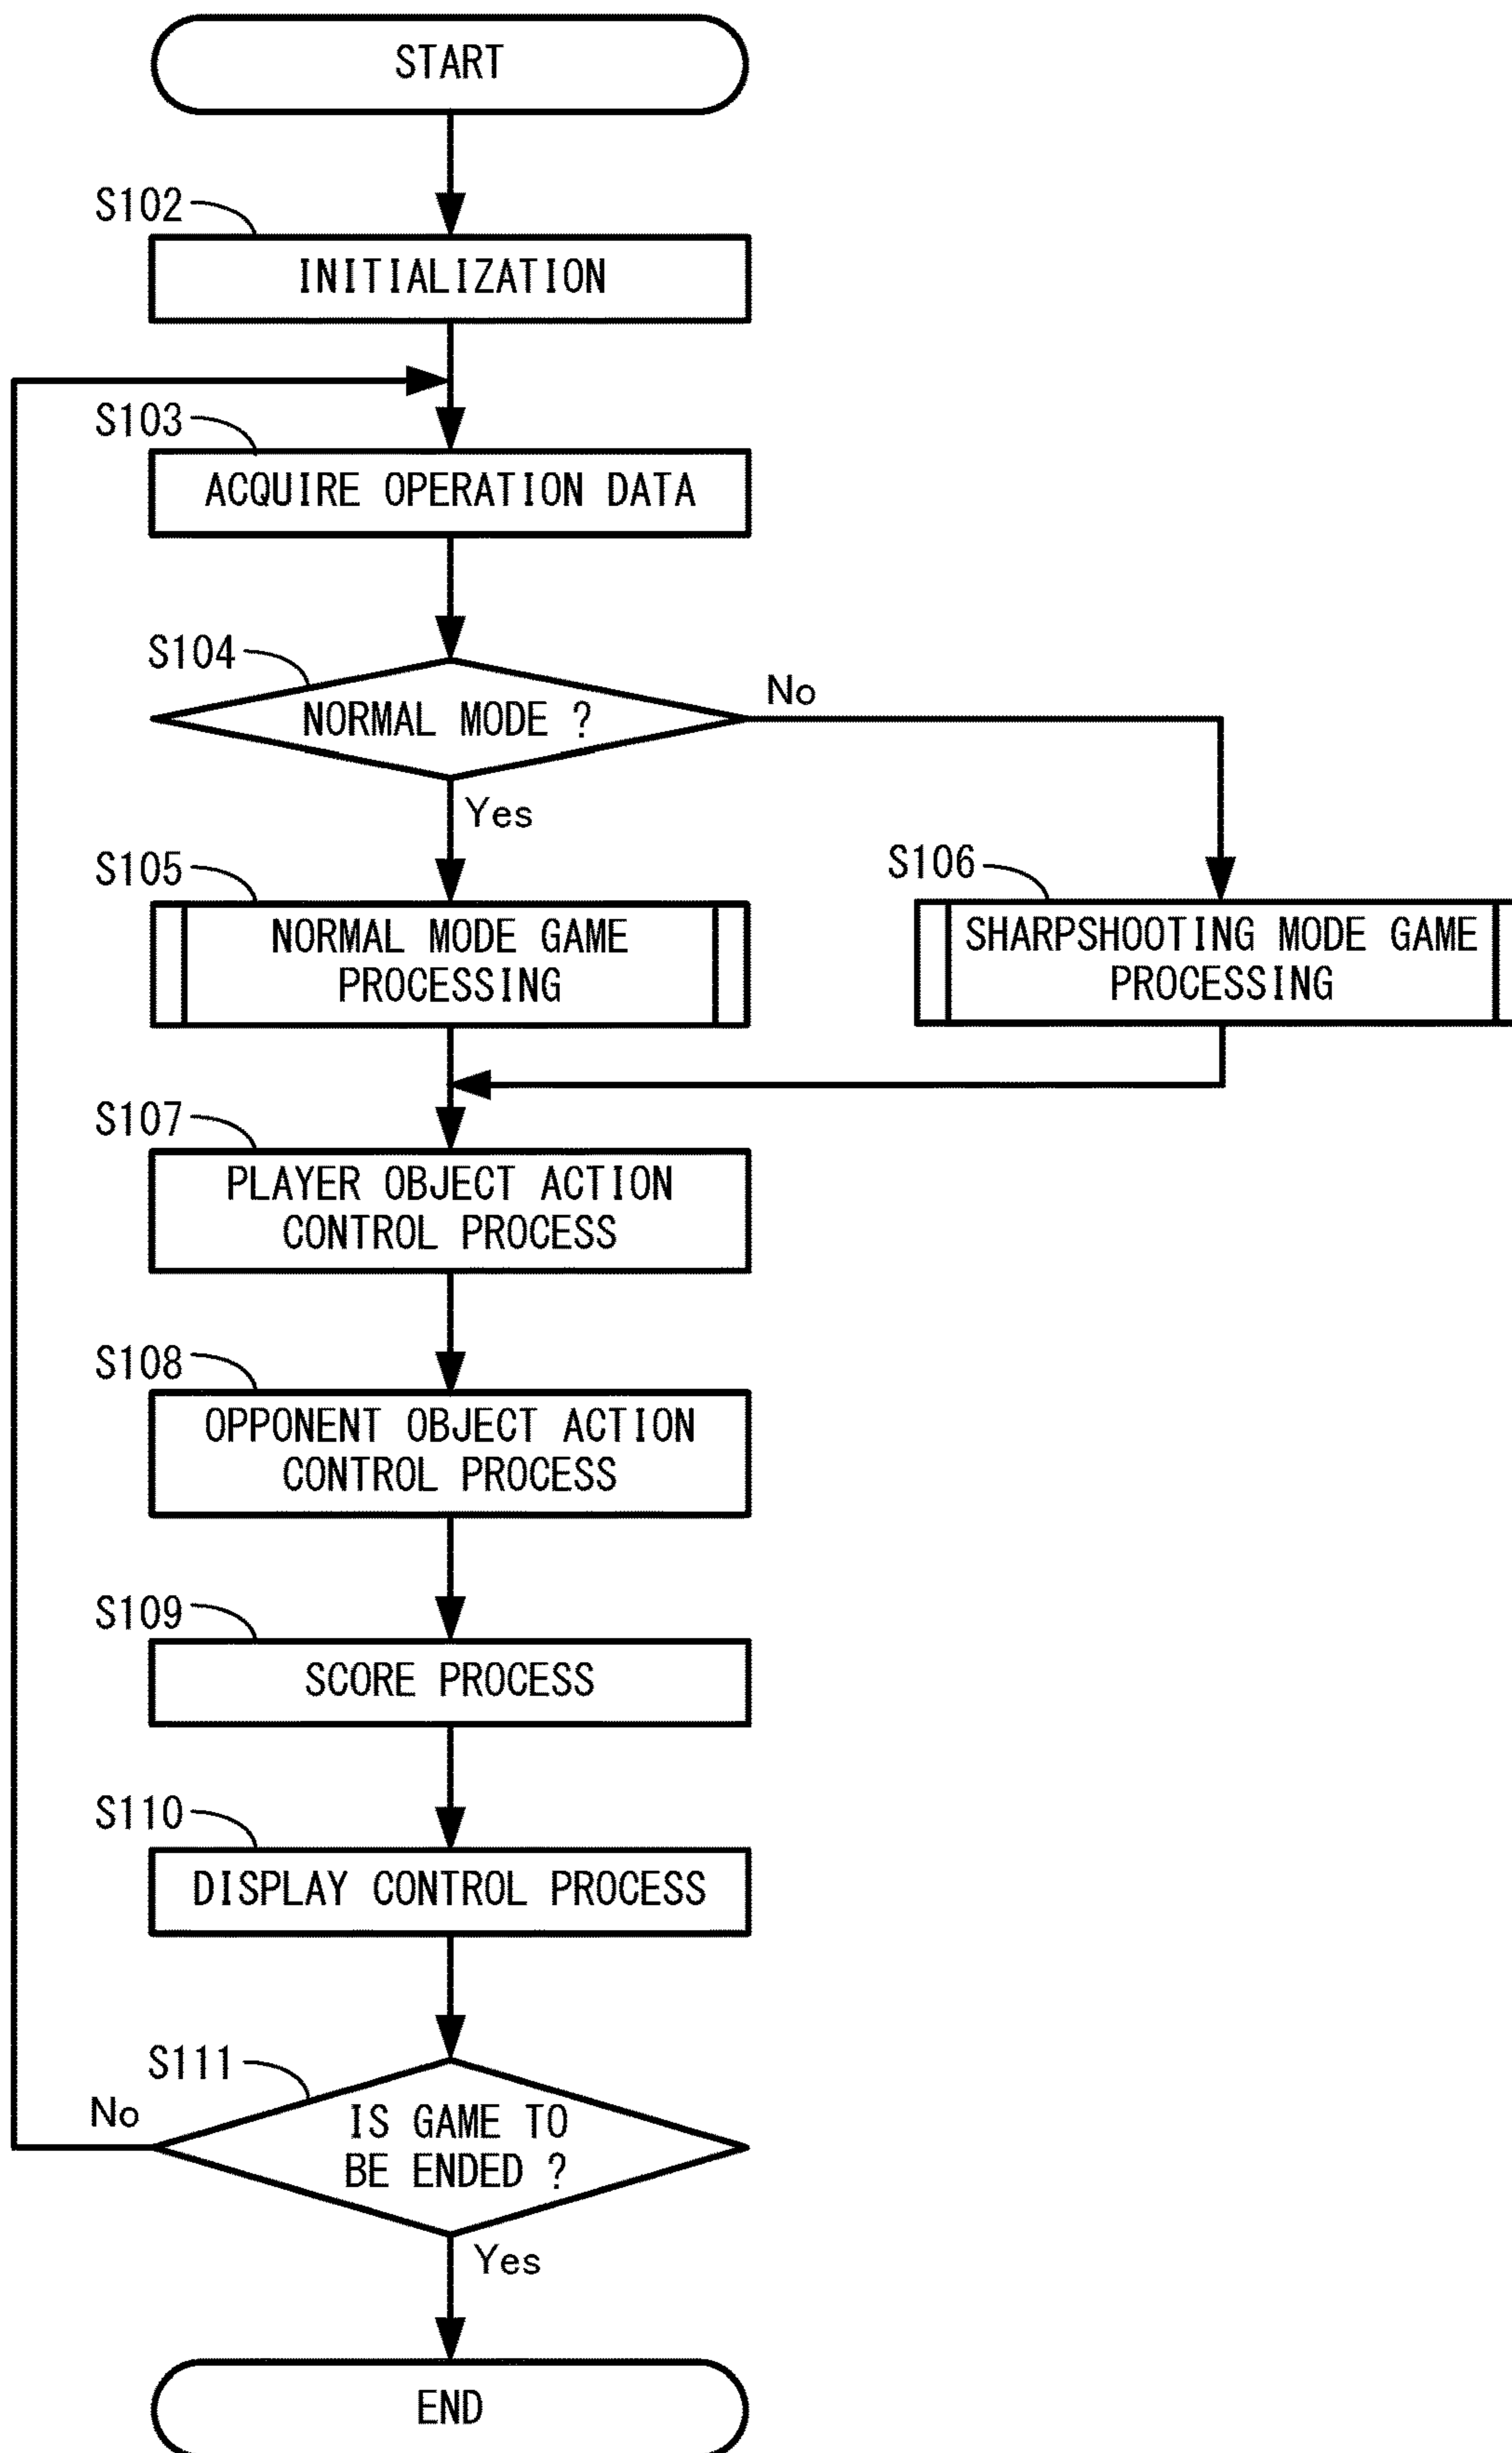 START
S102
INITIALIZATION
S103
ACQUIRE OPERATION DATA
S104
NORMAL MODE ?
No
Yes
S105
NORMAL MODE GAME
PROCESSING
S106
SHARPSHOOTING MODE GAME
PROCESSING
S107
PLAYER OBJECT ACTION
CONTROL PROCESS
S108
OPPONENT OBJECT ACTION
CONTROL PROCESS
S109
SCORE PROCESS
S110
DISPLAY CONTROL PROCESS
S111
No
IS GAME TO
BE ENDED ?
Yes
END